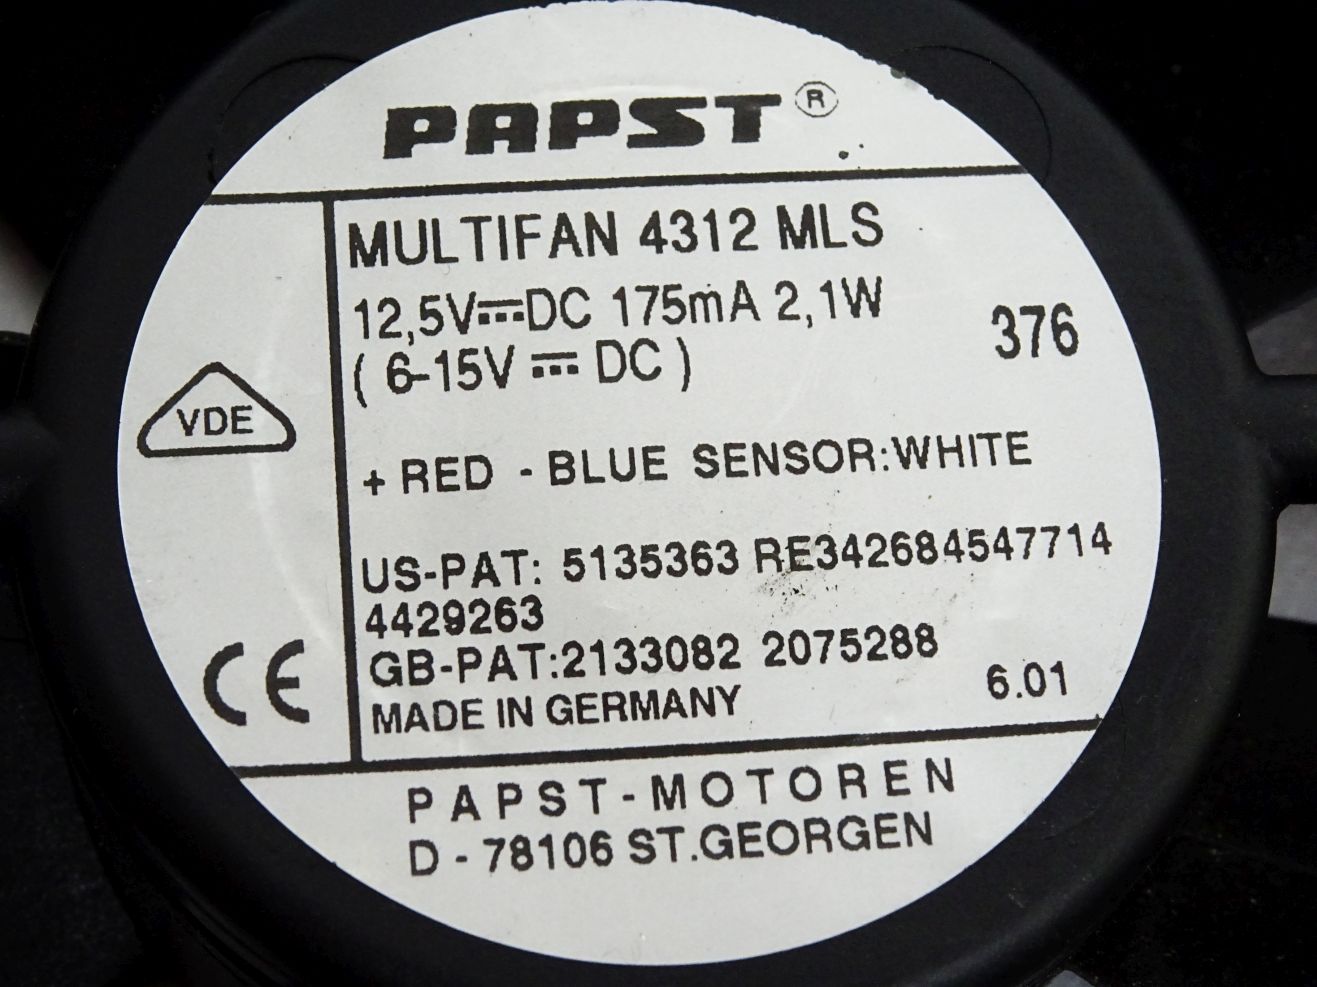 PAPST®
MULTIFAN 4312 MLS
12,5V⎓DC 175mA 2,1W
( 6-15V ⎓ DC )
376
VDE
+ RED - BLUE SENSOR:WHITE
US-PAT: 5135363 RE342684547714
4429263
GB-PAT:2133082 2075288
MADE IN GERMANY
6.01
CE
PAPST-MOTOREN
D - 78106 ST.GEORGEN